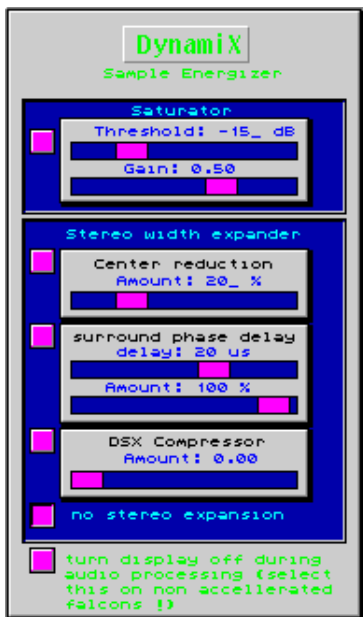 DynamiX
Sample Energizer
Saturator
Threshold: -15_ dB
Gain: 0.50
Stereo width expander
Center reduction
Amount: 20_ %
surround phase delay
delay: 20 us
Amount: 100 %
DSX Compressor
Amount: 0.00
no stereo expansion
turn display off during
audio processing (select
this on non accellerated
falcons !)